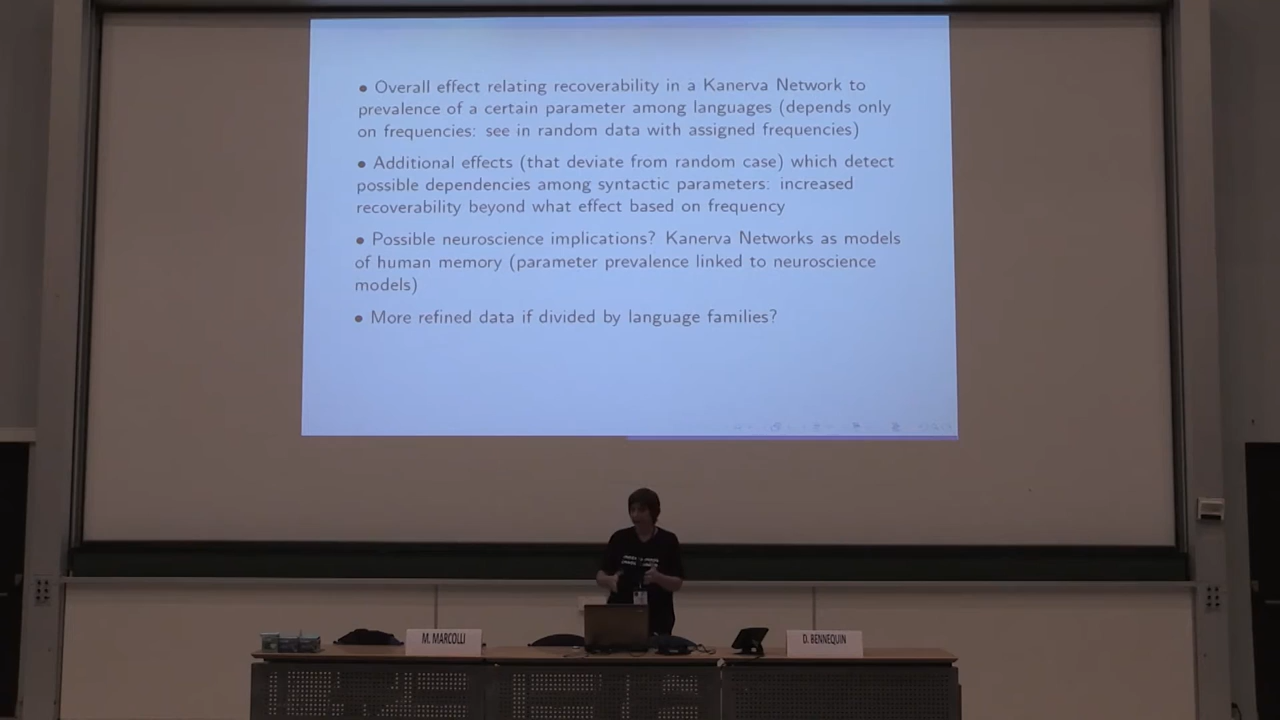 • Overall effect relating recoverability in a Kanerva Network to
prevalence of a certain parameter among languages (depends only
on frequencies: see in random data with assigned frequencies)
• Additional effects (that deviate from random case) which detect
possible dependencies among syntactic parameters: increased
recoverability beyond what effect based on frequency
• Possible neuroscience implications? Kanerva Networks as models
of human memory (parameter prevalence linked to neuroscience
models)
• More refined data if divided by language families?
M. MARCOLLI
D. BENNEQUIN